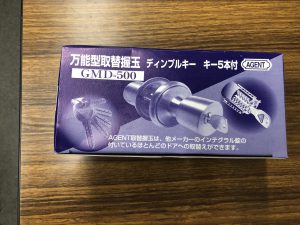 万能型取替握玉 ディンプルキー キー5本付 AGENT
GMD-500
AGENT取替握玉は、他メーカーのインテグラル錠の
付いているほとんどのドアへの取替えができます。